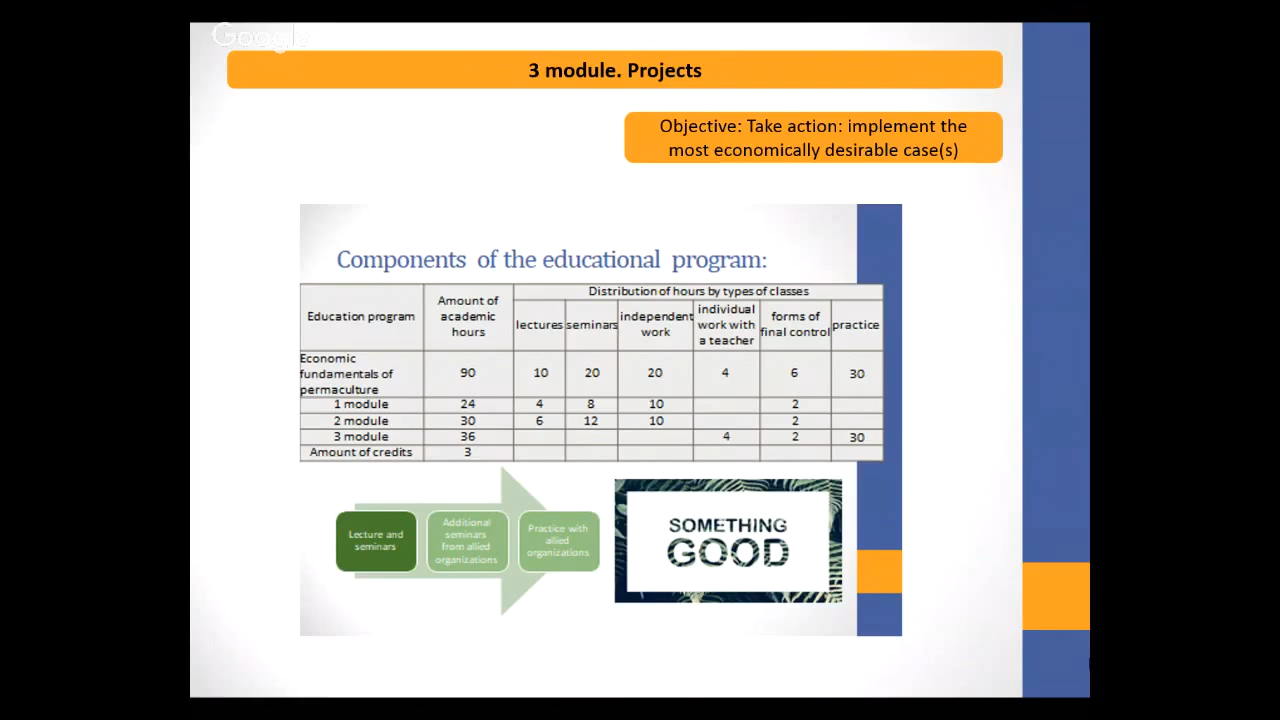 Google
3 module. Projects
Objective: Take action: implement the
most economically desirable case(s)
Components of the educational program:
Education program
Amount of
academic
hours
Distribution of hours by types of classes
lectures
seminars
independent
work
individual
work with
a teacher
forms of
final control
practice
Economic
fundamentals of
permaculture
90 10 20 20 4 6 30
1 module 24 4 8 10 2
2 module 30 6 12 10 2
3 module 36 4 2 30
Amount of credits 3
Lecture and
seminars
Additional
seminars
from allied
organizations
Practice with
allied
organizations
SOMETHING
GOOD